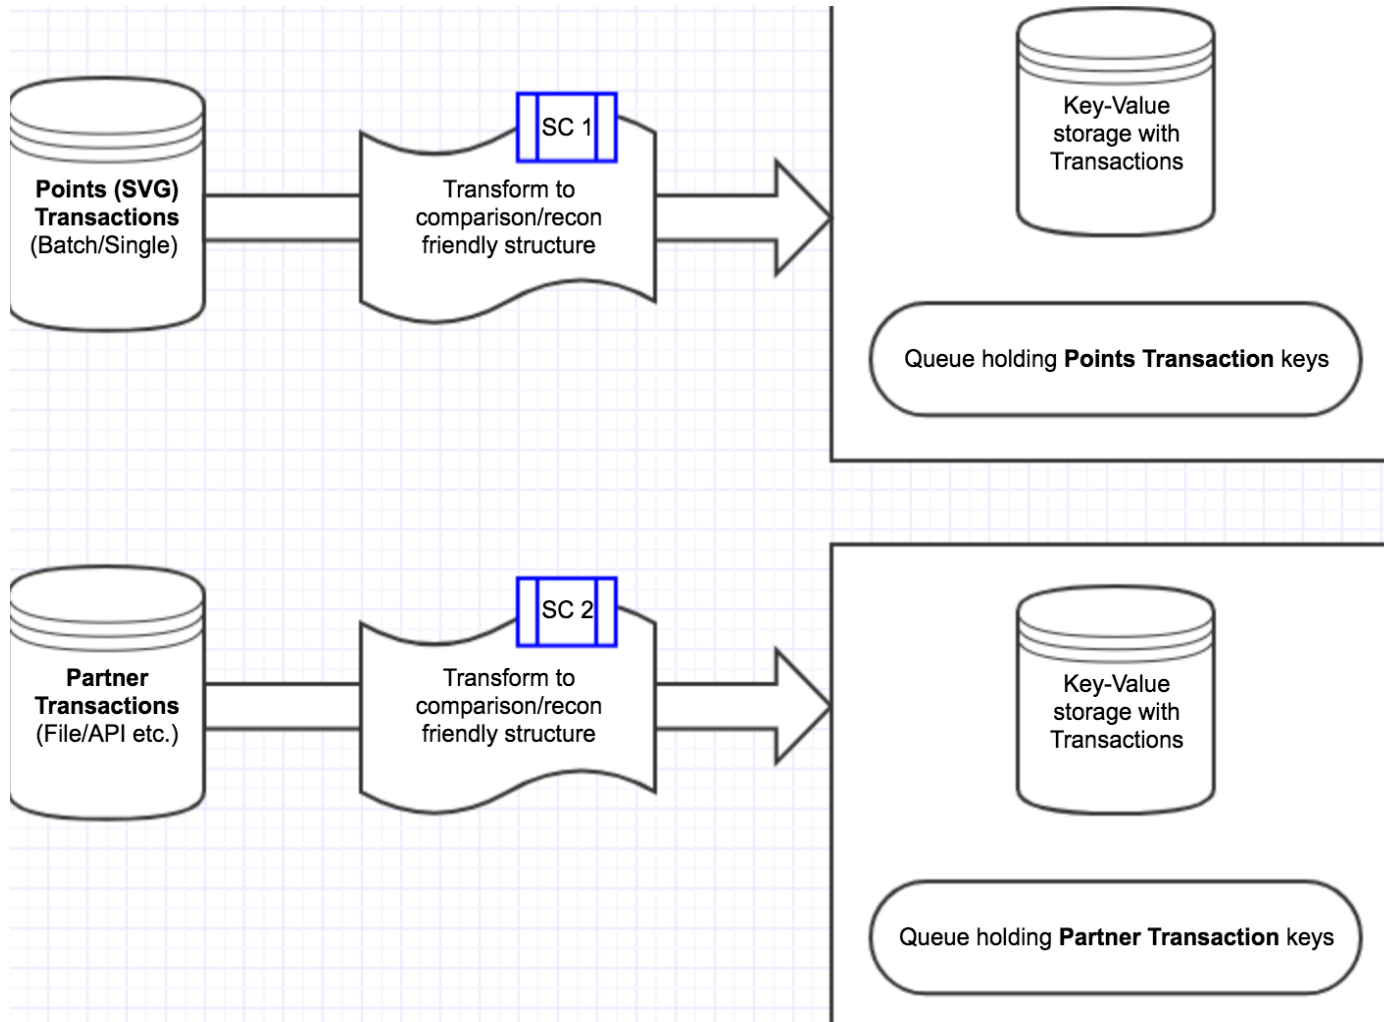 Points (SVG)
Transactions
(Batch/Single)
SC 1
Transform to
comparison/recon
friendly structure
Key-Value
storage with
Transactions
Queue holding Points Transaction keys
Partner
Transactions
(File/API etc.)
SC 2
Transform to
comparison/recon
friendly structure
Key-Value
storage with
Transactions
Queue holding Partner Transaction keys